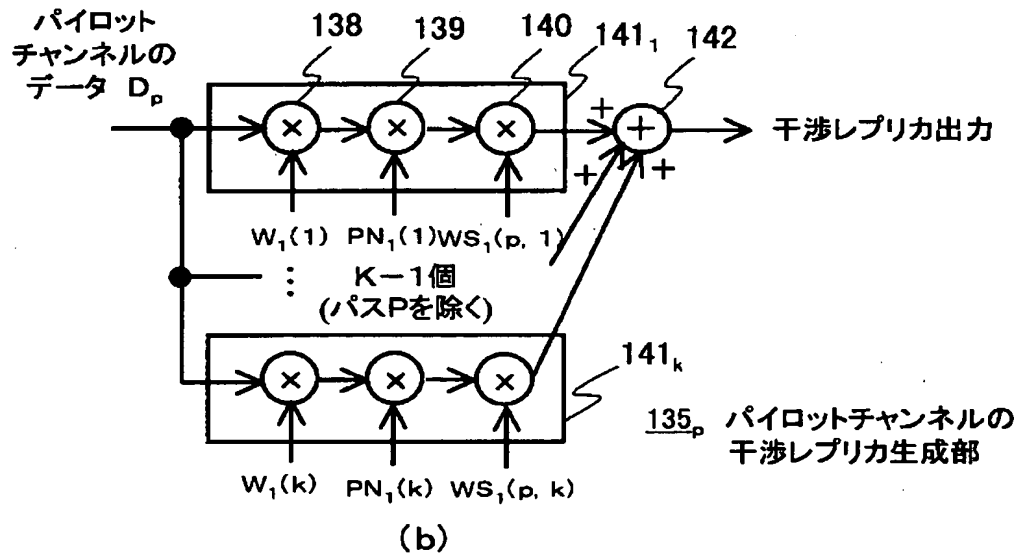 パイロット
チャンネルの
データ Dp
138
139
140
141₁
142
× × ×
+
+
+
+
干渉レプリカ出力
W₁(1) PN₁(1) WS₁(p, 1)
⋮ K−1個
(パスPを除く)
× × ×
141k
W₁(k) PN₁(k) WS₁(p, k)
135p パイロットチャンネルの
干渉レプリカ生成部
(b)